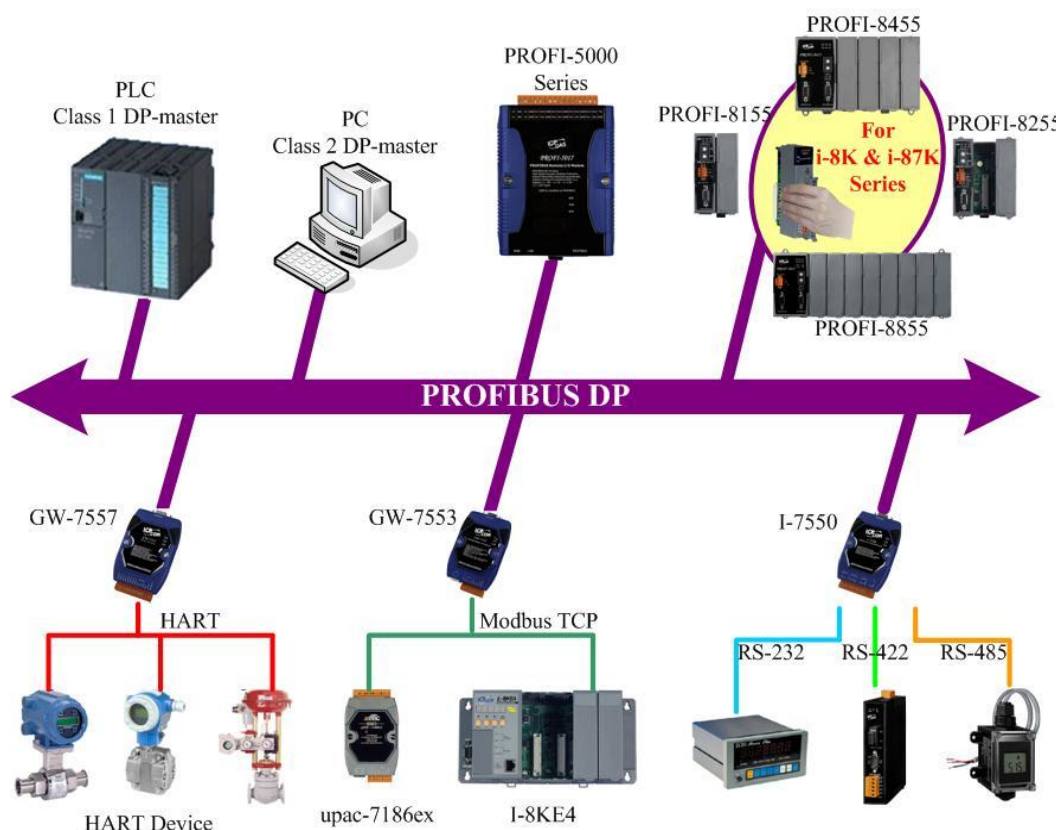 PROFI-8455
PROFI-5000
Series
PLC
Class 1 DP-master
PC
Class 2 DP-master
PROFI-8155
PROFI-8255
For
i-8K & i-87K
Series
PROFI-5017
PROFI-8855
PROFIBUS DP
GW-7557
GW-7553
I-7550
HART
Modbus TCP
RS-232
RS-422
RS-485
HART Device
upac-7186ex
I-8KE4